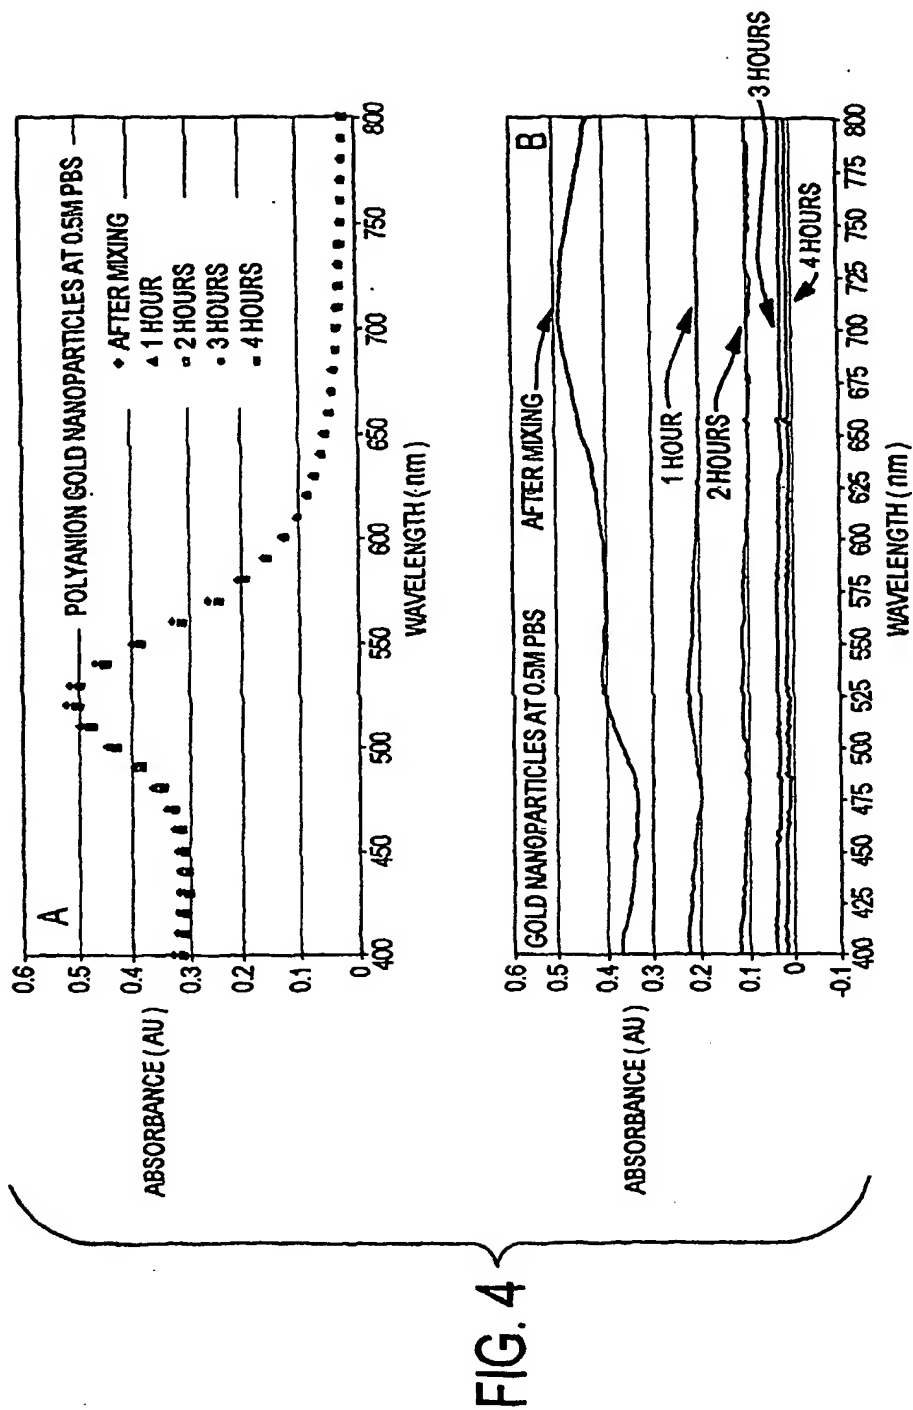 FIG. 4
A
POLYANION GOLD NANOPARTICLES AT 0.5M PBS
AFTER MIXING
1 HOUR
2 HOURS
3 HOURS
4 HOURS
ABSORBANCE (AU)
0.6
0.5
0.4
0.3
0.2
0.1
0
400
450
500
550
600
650
700
750
800
WAVELENGTH (nm)
B
GOLD NANOPARTICLES AT 0.5M PBS
AFTER MIXING
1 HOUR
2 HOURS
3 HOURS
4 HOURS
ABSORBANCE (AU)
0.6
0.5
0.4
0.3
0.2
0.1
0
-0.1
400
425
450
475
500
525
550
575
600
625
650
675
700
725
750
775
800
WAVELENGTH (nm)